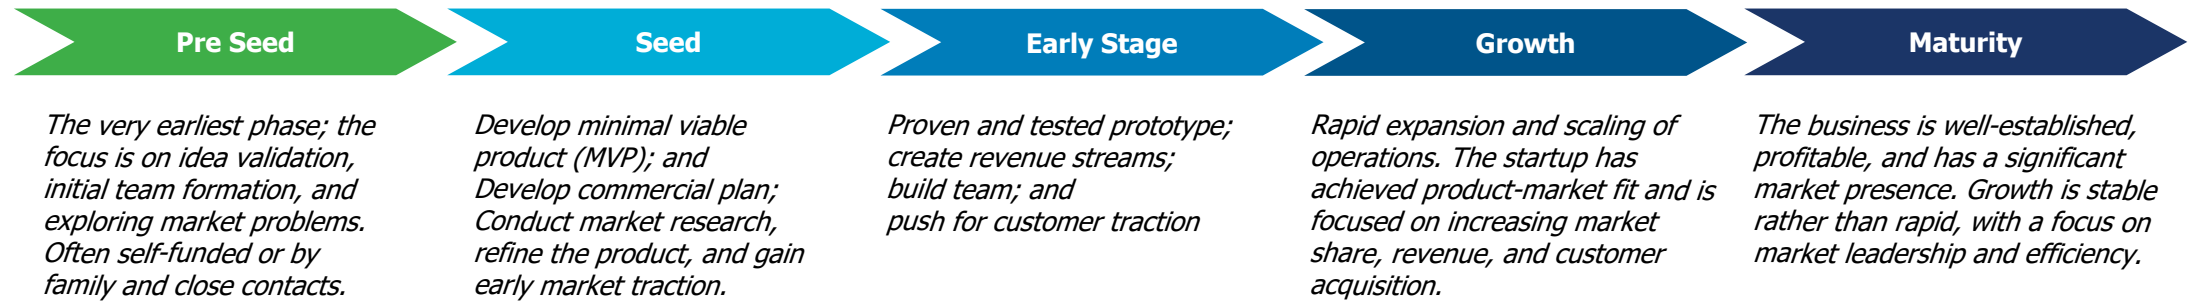 Pre Seed
The very earliest phase; the
focus is on idea validation,
initial team formation, and
exploring market problems.
Often self-funded or by
family and close contacts.
Seed
Develop minimal viable
product (MVP); and
Develop commercial plan;
Conduct market research,
refine the product, and gain
early market traction.
Early Stage
Proven and tested prototype;
create revenue streams;
build team; and
push for customer traction
Growth
Rapid expansion and scaling of
operations. The startup has
achieved product-market fit and is
focused on increasing market
share, revenue, and customer
acquisition.
Maturity
The business is well-established,
profitable, and has a significant
market presence. Growth is stable
rather than rapid, with a focus on
market leadership and efficiency.